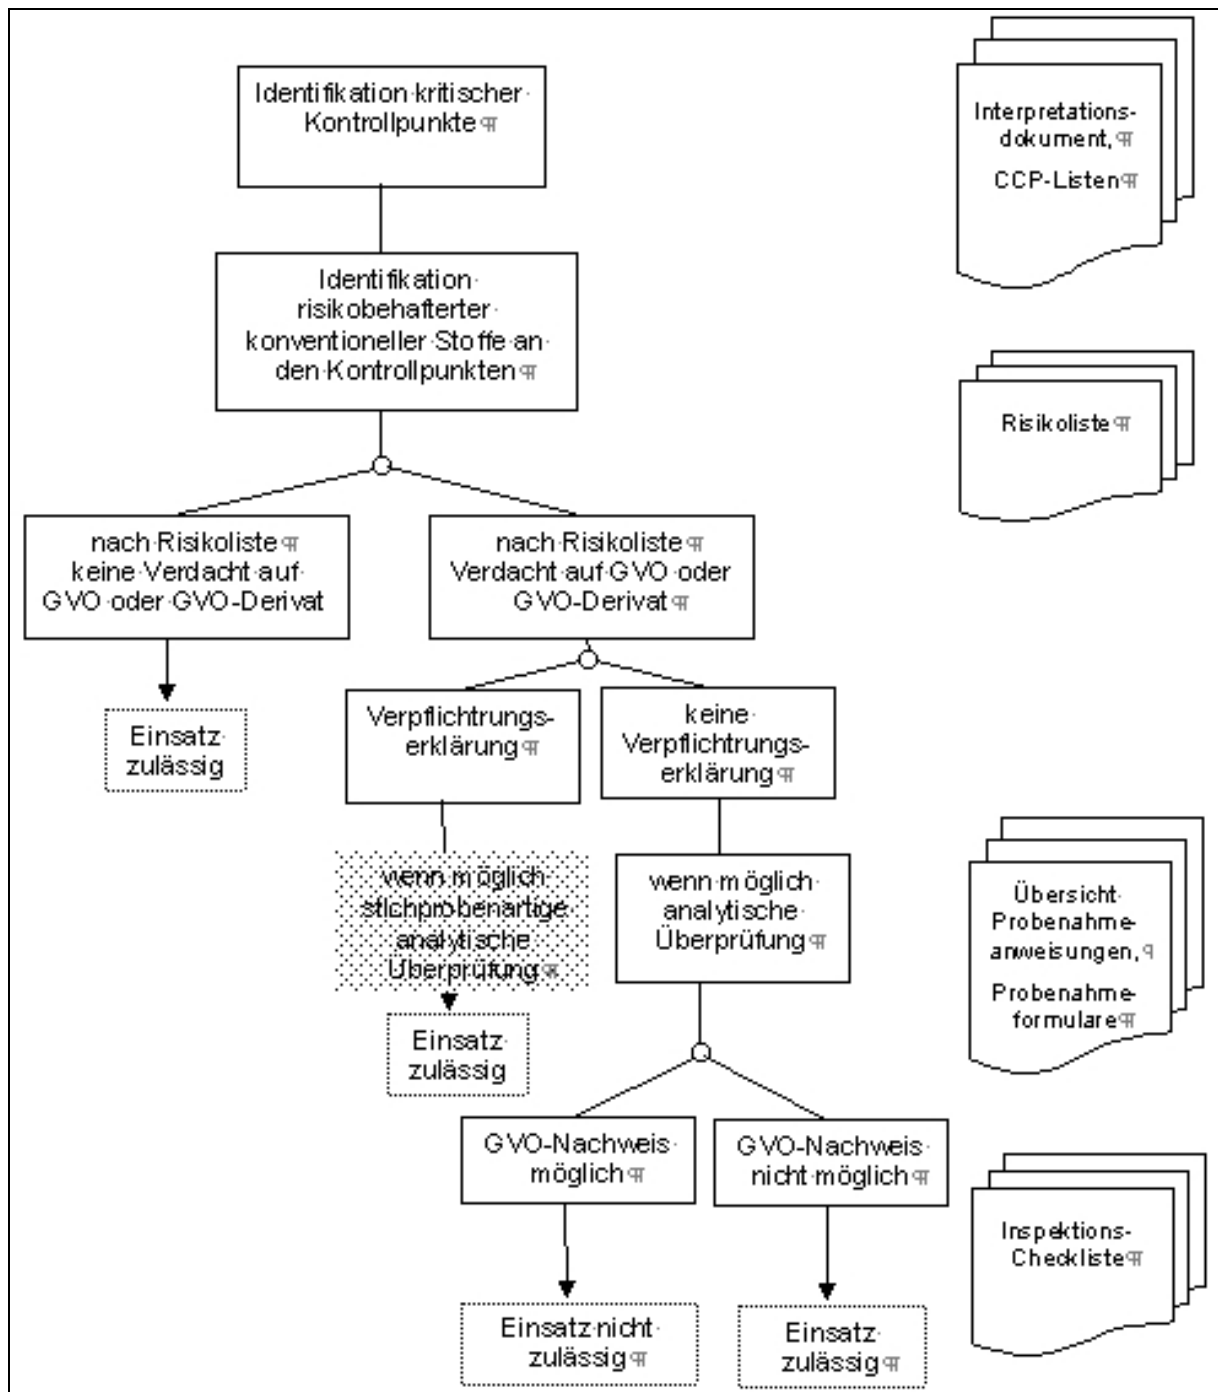 Identifikation kritischer
Kontrollpunkte
Interpretations-
dokument,
CCP-Listen
Identifikation
risikobehafterter
konventioneller Stoffe an
den Kontrollpunkten
Risikoliste
nach Risikoliste
keine Verdacht auf
GVO oder GVO-Derivat
nach Risikoliste
Verdacht auf GVO oder
GVO-Derivat
Einsatz
zulässig
Verpflichtrungs-
erklärung
keine
Verpflichtrungs-
erklärung
wenn möglich
stichprobenartige
analytische
Überprüfung
wenn möglich
analytische
Überprüfung
Übersicht
Probenahme-
anweisungen,
Probenahme-
formulare
Einsatz
zulässig
GVO-Nachweis
möglich
GVO-Nachweis
nicht möglich
Inspektions-
Checkliste
Einsatz nicht
zulässig
Einsatz
zulässig